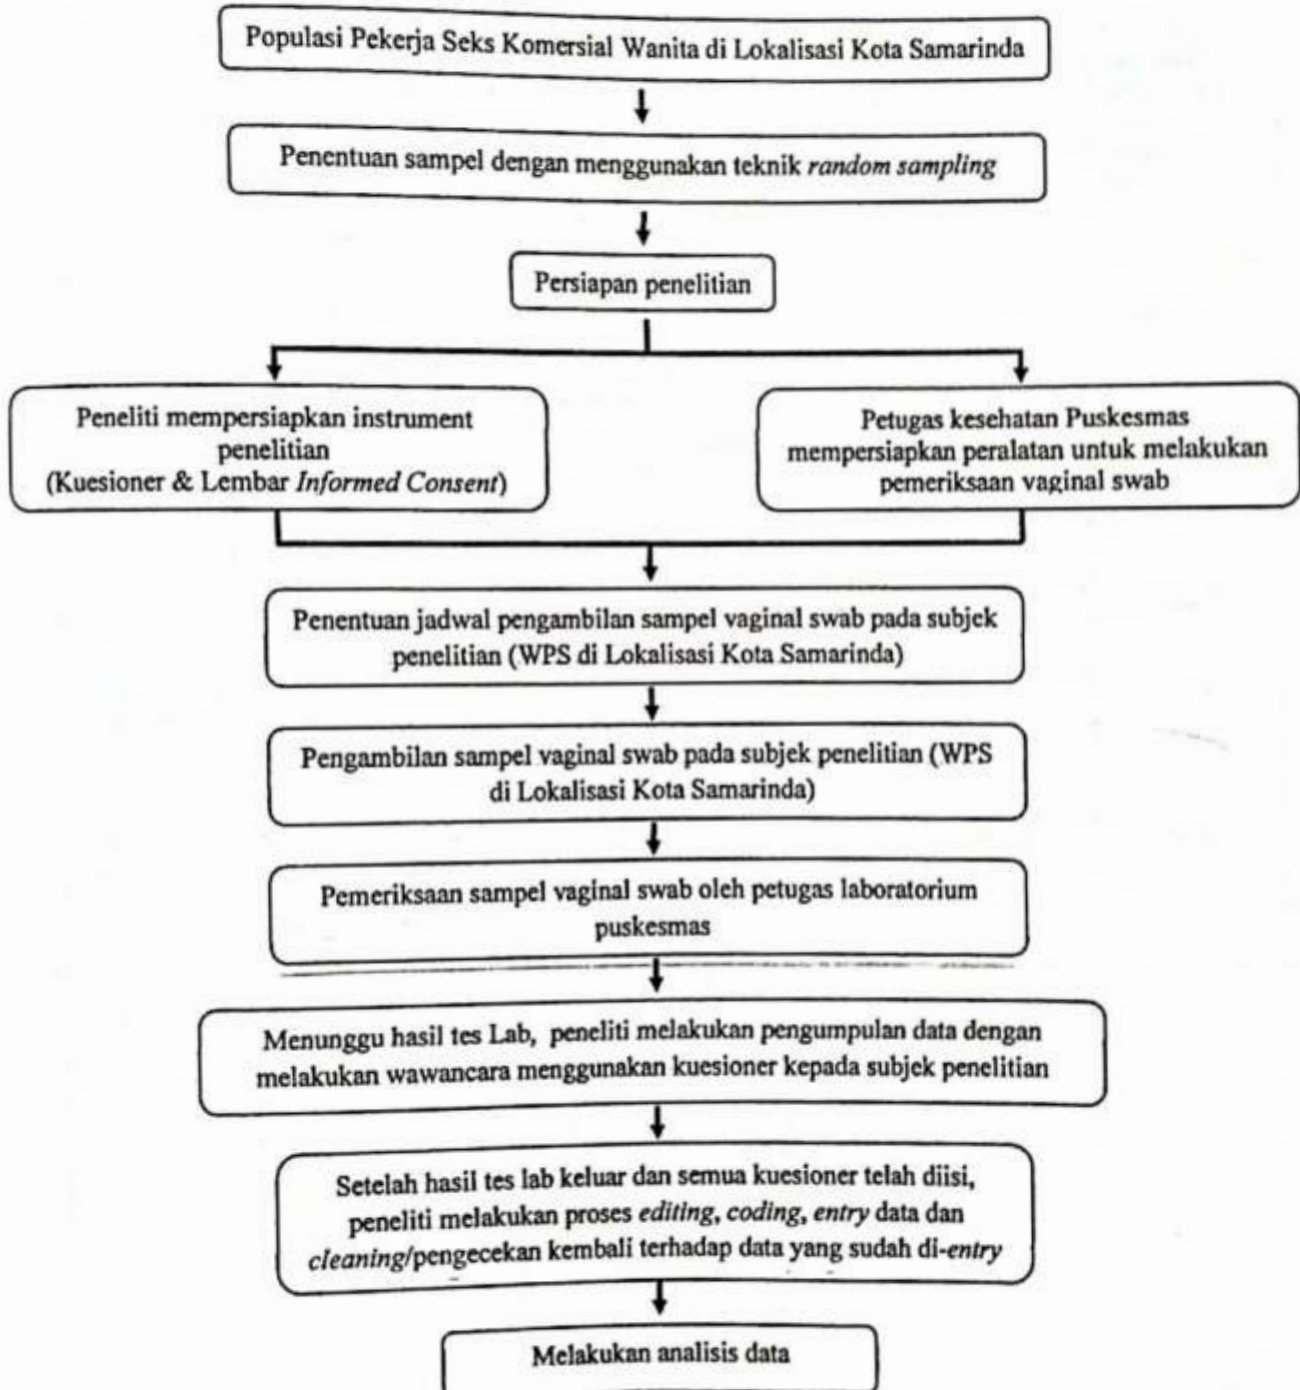 Populasi Pekerja Seks Komersial Wanita di Lokalisasi Kota Samarinda
Penentuan sampel dengan menggunakan teknik random sampling
Persiapan penelitian
Peneliti mempersiapkan instrument
penelitian
(Kuesioner & Lembar Informed Consent)
Petugas kesehatan Puskesmas
mempersiapkan peralatan untuk melakukan
pemeriksaan vaginal swab
Penentuan jadwal pengambilan sampel vaginal swab pada subjek
penelitian (WPS di Lokalisasi Kota Samarinda)
Pengambilan sampel vaginal swab pada subjek penelitian (WPS
di Lokalisasi Kota Samarinda)
Pemeriksaan sampel vaginal swab oleh petugas laboratorium
puskesmas
Menunggu hasil tes Lab, peneliti melakukan pengumpulan data dengan
melakukan wawancara menggunakan kuesioner kepada subjek penelitian
Setelah hasil tes lab keluar dan semua kuesioner telah diisi,
peneliti melakukan proses editing, coding, entry data dan
cleaning/pengecekan kembali terhadap data yang sudah di-entry
Melakukan analisis data